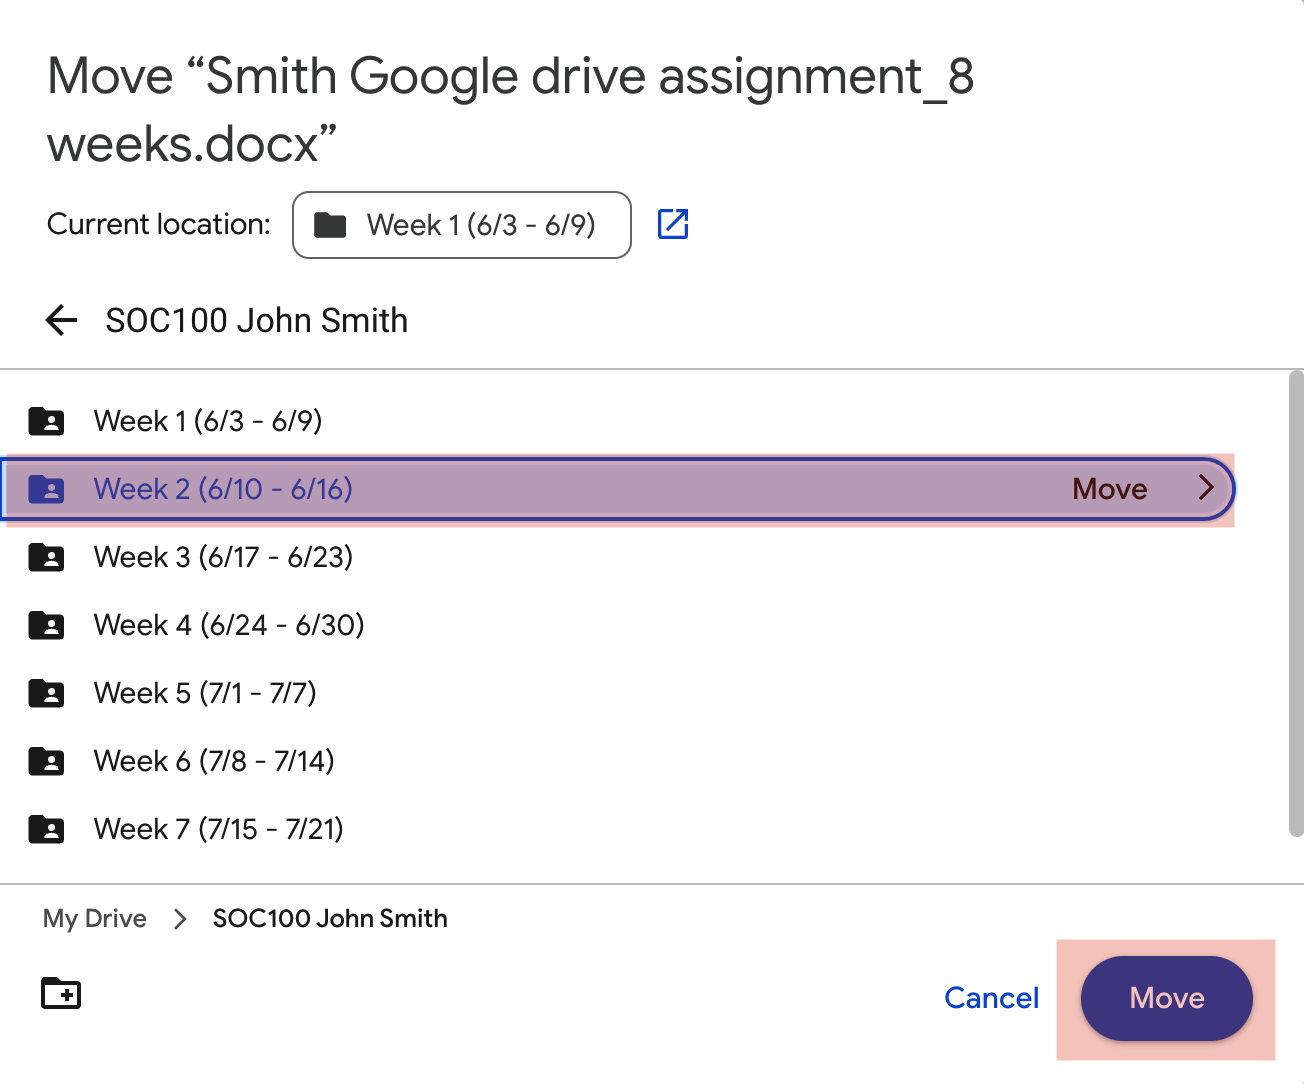 Move “Smith Google drive assignment_8
weeks.docx”
Current location: Week 1 (6/3 - 6/9)
SOC100 John Smith
Week 1 (6/3 - 6/9)
Week 2 (6/10 - 6/16) Move
Week 3 (6/17 - 6/23)
Week 4 (6/24 - 6/30)
Week 5 (7/1 - 7/7)
Week 6 (7/8 - 7/14)
Week 7 (7/15 - 7/21)
My Drive > SOC100 John Smith
Cancel Move